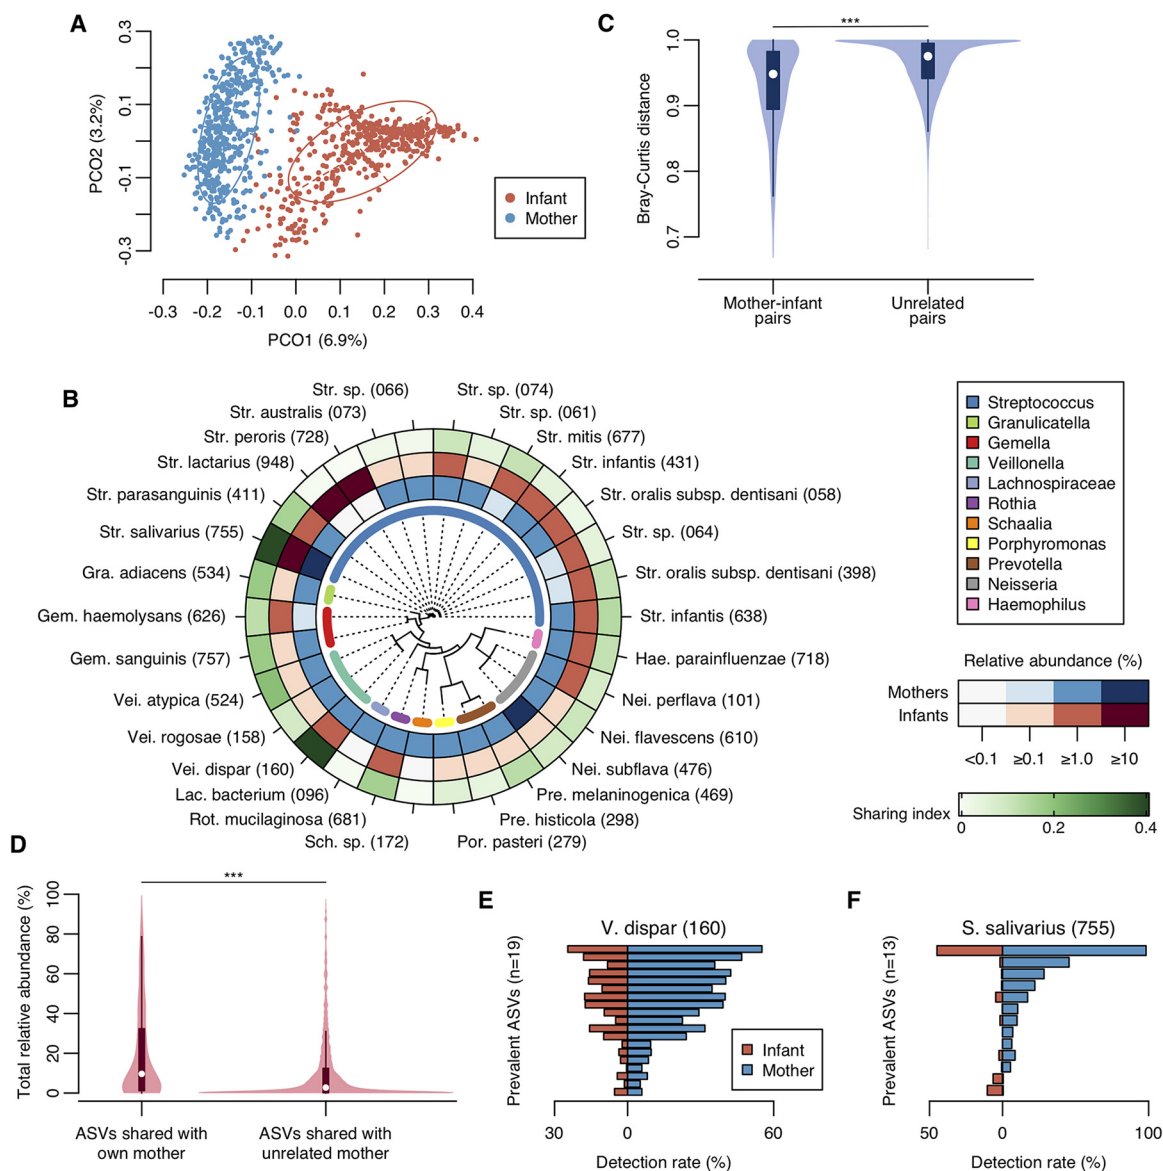 A
0.3
0.1
-0.1
-0.3
PCO2 (3.2%)
-0.3 -0.2 -0.1 0.0 0.1 0.2 0.3 0.4
PCO1 (6.9%)
Infant
Mother
C
***
1.0
0.9
0.8
0.7
Bray-Curtis distance
Mother-infant
pairs
Unrelated
pairs
B
Str. sp. (066)
Str. australis (073)
Str. peroris (728)
Str. lactarius (948)
Str. parasanguinis (411)
Str. salivarius (755)
Gra. adiacens (534)
Gem. haemolysans (626)
Gem. sanguinis (757)
Vei. atypica (524)
Vei. rogosae (158)
Vei. dispar (160)
Lac. bacterium (096)
Rot. mucilaginosa (681)
Sch. sp. (172)
Str. sp. (074)
Str. sp. (061)
Str. mitis (677)
Str. infantis (431)
Str. oralis subsp. dentisani (058)
Str. sp. (064)
Str. oralis subsp. dentisani (398)
Str. infantis (638)
Hae. parainfluenzae (718)
Nei. perflava (101)
Nei. flavescens (610)
Nei. subflava (476)
Pre. melaninogenica (469)
Pre. histicola (298)
Por. pasteri (279)
Streptococcus
Granulicatella
Gemella
Veillonella
Lachnospiraceae
Rothia
Schaalia
Porphyromonas
Prevotella
Neisseria
Haemophilus
Relative abundance (%)
Mothers
Infants
<0.1 ≥0.1 ≥1.0 ≥10
Sharing index
0 0.2 0.4
D
***
100
80
60
40
20
0
Total relative abundance (%)
ASVs shared with
own mother
ASVs shared with
unrelated mother
E
V. dispar (160)
Prevalent ASVs (n=19)
Infant
Mother
30 0 60
Detection rate (%)
F
S. salivarius (755)
Prevalent ASVs (n=13)
50 0 100
Detection rate (%)